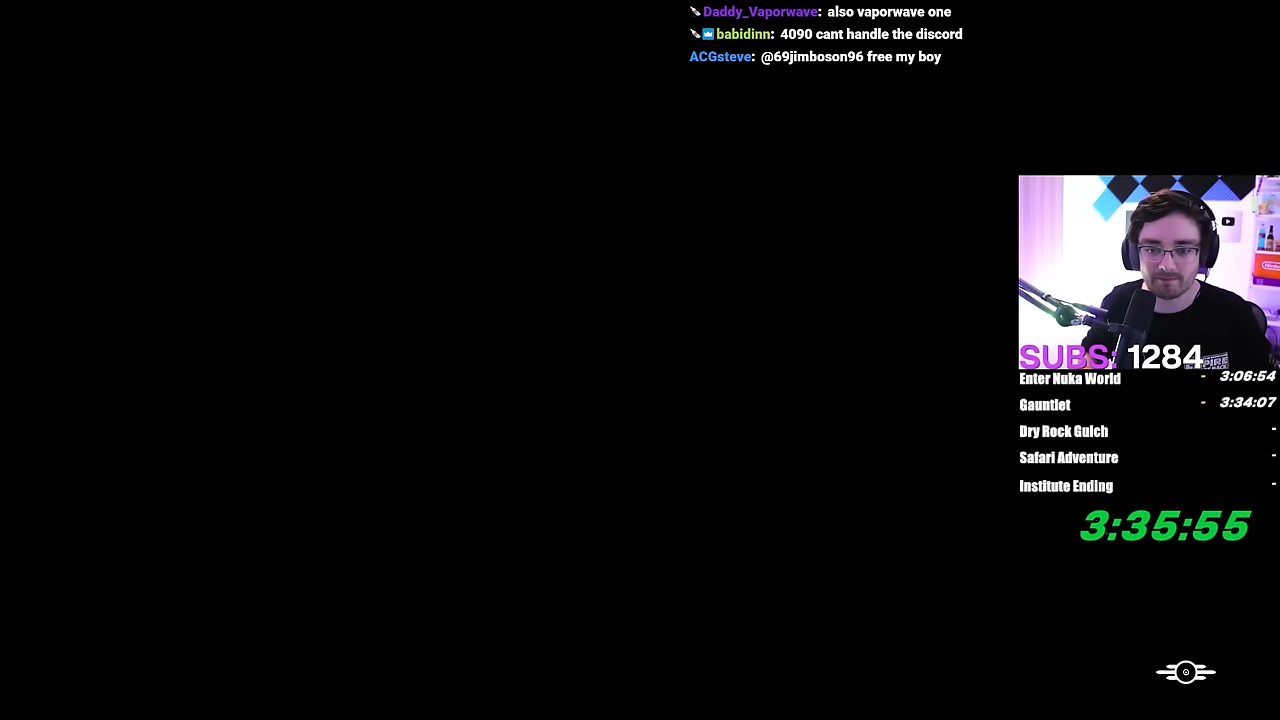 Daddy_Vaporwave: also vaporwave one
babidinn: 4090 cant handle the discord
ACGsteve: @69jimboson96 free my boy
SUBS: 1284
Enter Nuka World - 3:06:54
Gauntlet - 3:34:07
Dry Rock Gulch -
Safari Adventure -
Institute Ending -
3:35:55